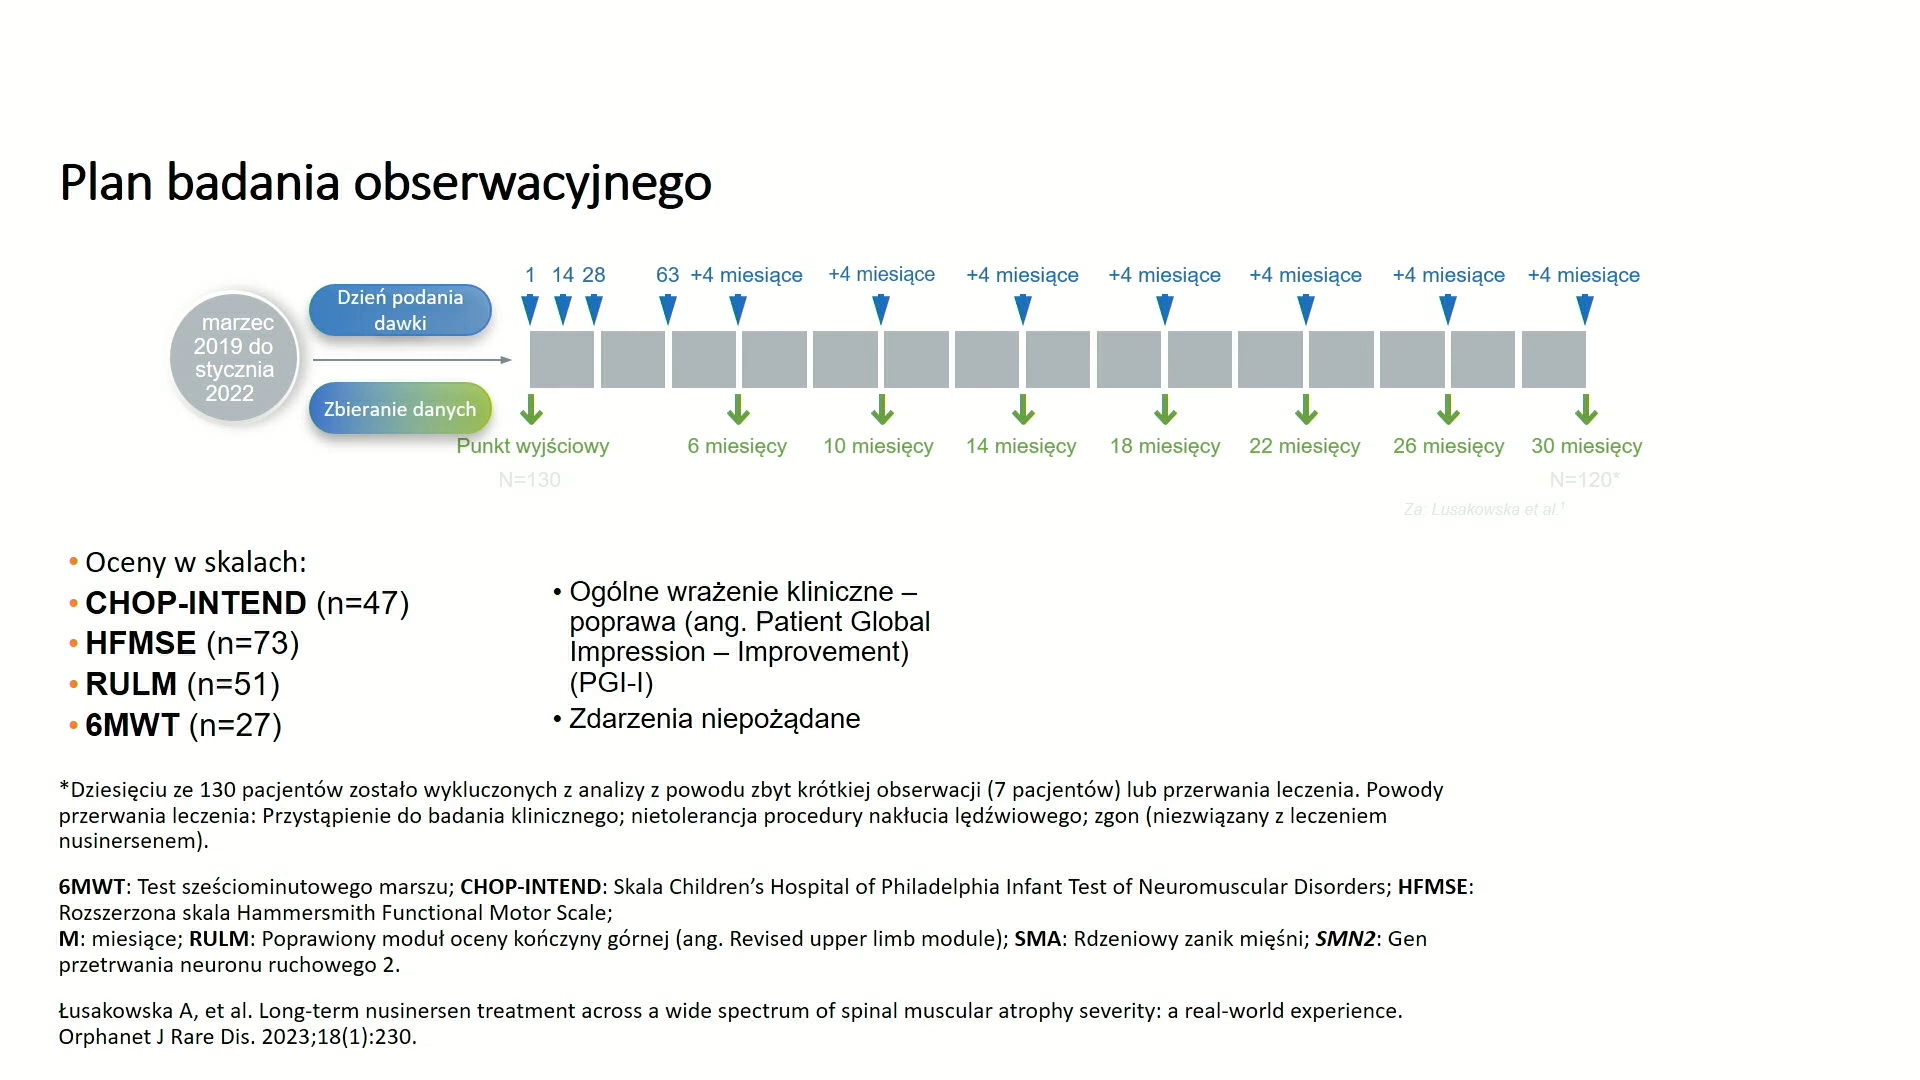 Plan badania obserwacyjnego
1 14 28 63 +4 miesiące +4 miesiące +4 miesiące +4 miesiące +4 miesiące +4 miesiące +4 miesiące
Dzień podania
dawki
marzec
2019 do
stycznia
2022
Zbieranie danych
Punkt wyjściowy 6 miesięcy 10 miesięcy 14 miesięcy 18 miesięcy 22 miesięcy 26 miesięcy 30 miesięcy
N=130 N=120*
Za: Lusakowska et al.¹
• Oceny w skalach:
• CHOP-INTEND (n=47)
• HFMSE (n=73)
• RULM (n=51)
• 6MWT (n=27)
• Ogólne wrażenie kliniczne –
poprawa (ang. Patient Global
Impression – Improvement)
(PGI-I)
• Zdarzenia niepożądane
*Dziesięciu ze 130 pacjentów zostało wykluczonych z analizy z powodu zbyt krótkiej obserwacji (7 pacjentów) lub przerwania leczenia. Powody
przerwania leczenia: Przystąpienie do badania klinicznego; nietolerancja procedury nakłucia lędźwiowego; zgon (niezwiązany z leczeniem
nusinersenem).
6MWT: Test sześciominutowego marszu; CHOP-INTEND: Skala Children’s Hospital of Philadelphia Infant Test of Neuromuscular Disorders; HFMSE:
Rozszerzona skala Hammersmith Functional Motor Scale;
M: miesiące; RULM: Poprawiony moduł oceny kończyny górnej (ang. Revised upper limb module); SMA: Rdzeniowy zanik mięśni; SMN2: Gen
przetrwania neuronu ruchowego 2.
Łusakowska A, et al. Long-term nusinersen treatment across a wide spectrum of spinal muscular atrophy severity: a real-world experience.
Orphanet J Rare Dis. 2023;18(1):230.